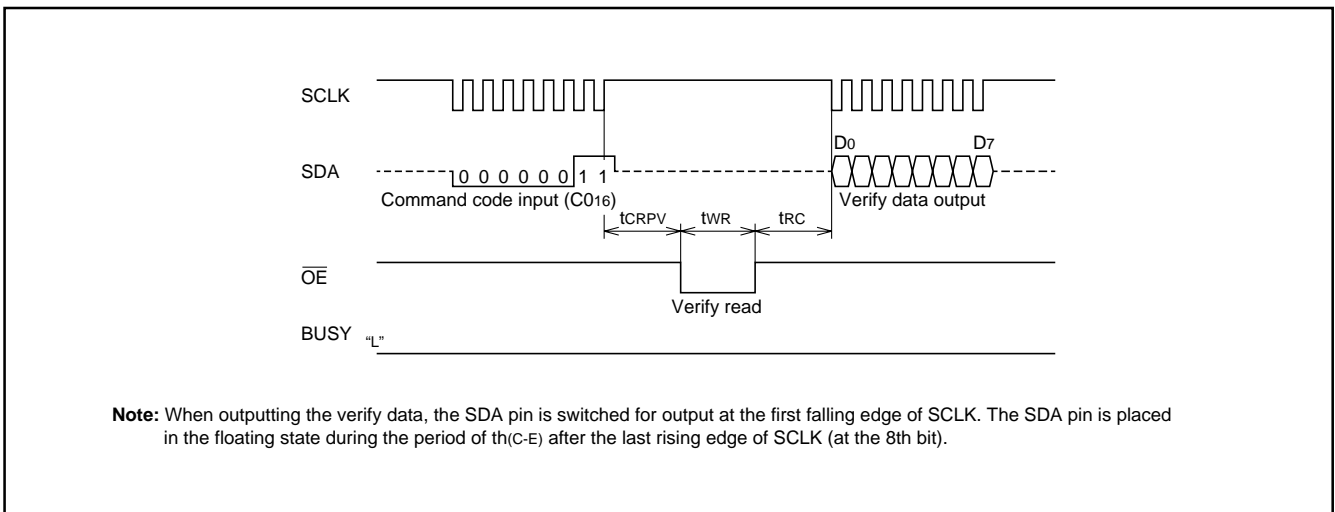 SCLK
D0 D7
SDA
0 0 0 0 0 0 1 1
Command code input (C016)
Verify data output
tCRPV tWR tRC
OE
Verify read
BUSY “L”
Note: When outputting the verify data, the SDA pin is switched for output at the first falling edge of SCLK. The SDA pin is placed
in the floating state during the period of th(C-E) after the last rising edge of SCLK (at the 8th bit).